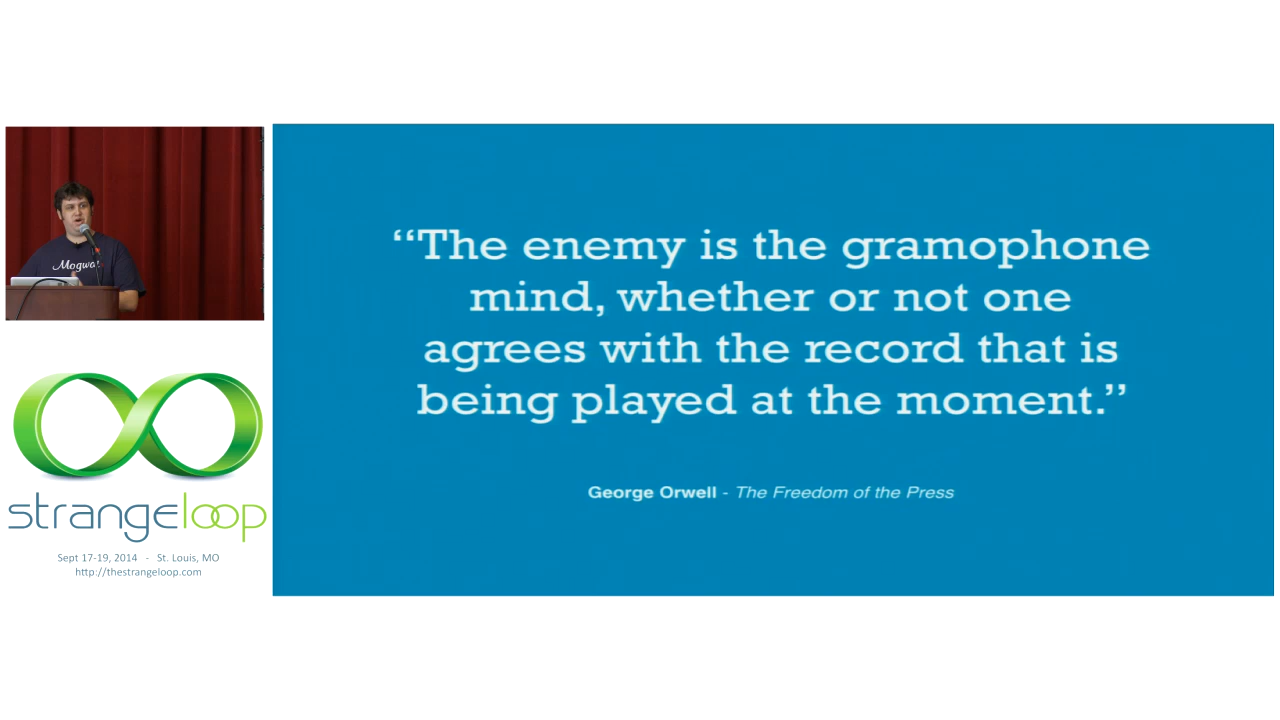 Mogwa
strangeloop
Sept 17-19, 2014 - St. Louis, MO
http://thestrangeloop.com
“The enemy is the gramophone
mind, whether or not one
agrees with the record that is
being played at the moment.”
George Orwell - The Freedom of the Press